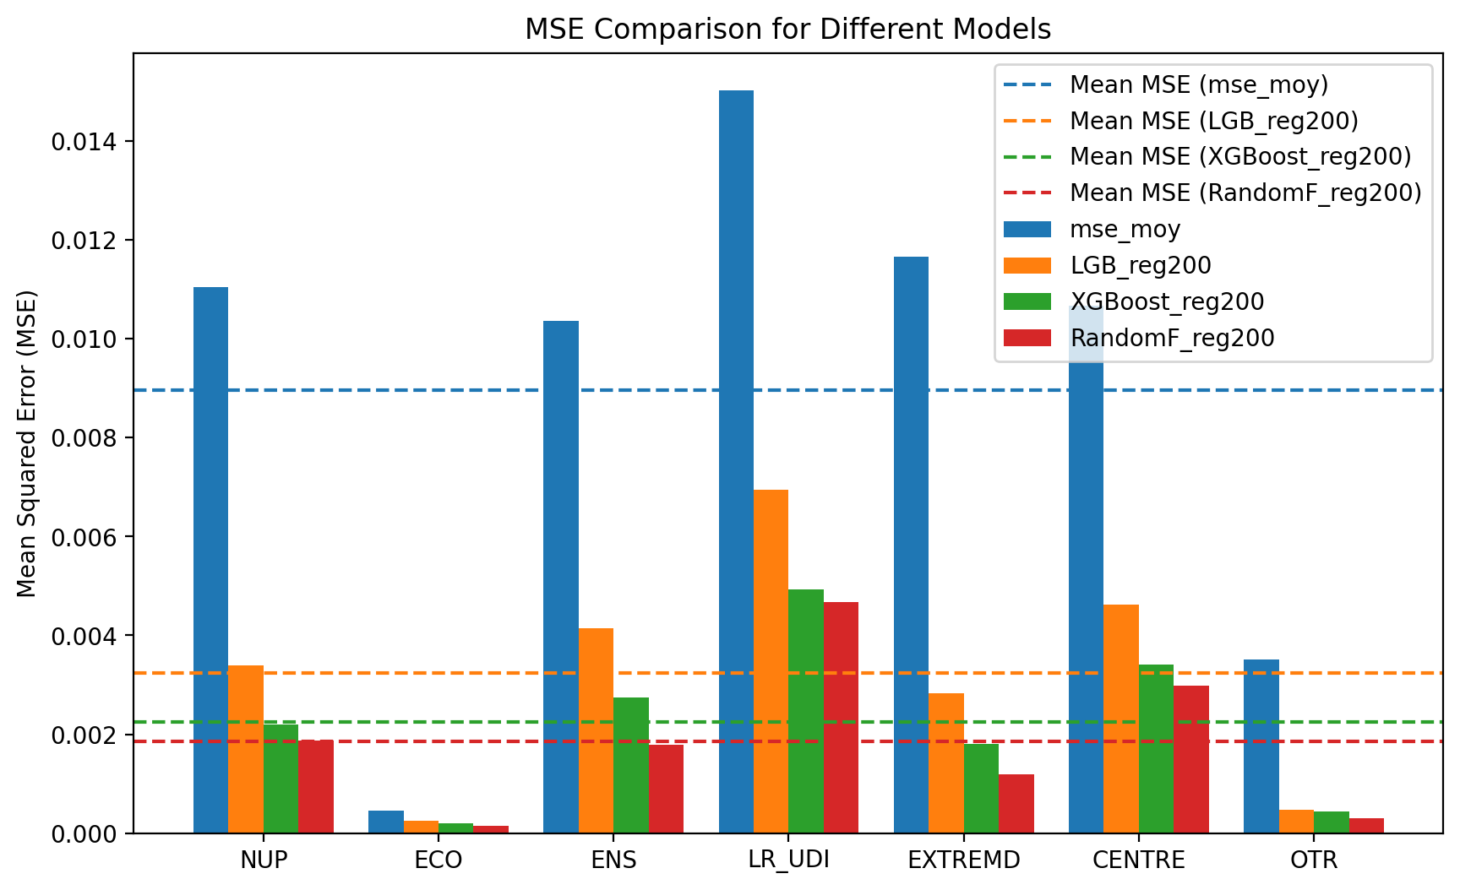 MSE Comparison for Different Models
Mean MSE (mse_moy)
Mean MSE (LGB_reg200)
Mean MSE (XGBoost_reg200)
Mean MSE (RandomF_reg200)
mse_moy
LGB_reg200
XGBoost_reg200
RandomF_reg200
Mean Squared Error (MSE)
0.014
0.012
0.010
0.008
0.006
0.004
0.002
0.000
NUP ECO ENS LR_UDI EXTREMD CENTRE OTR